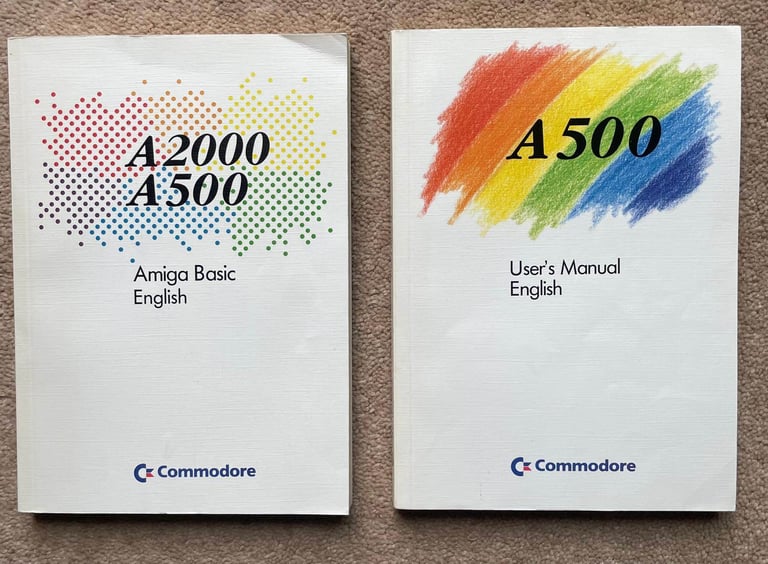 A2000
A500
Amiga Basic
English
Commodore
A500
User's Manual
English
Commodore